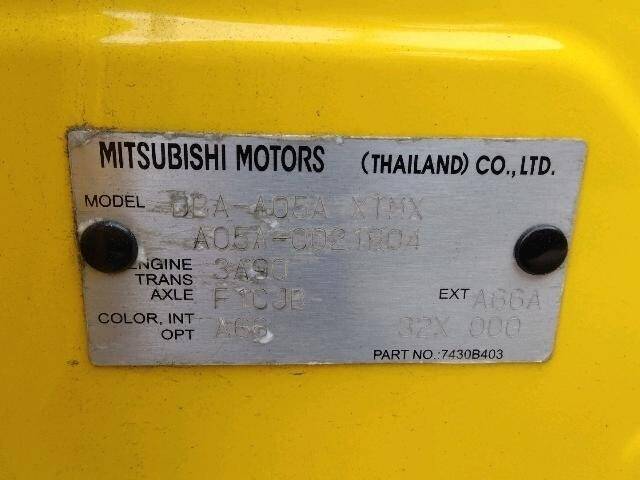 MITSUBISHI MOTORS (THAILAND) CO., LTD.
MODEL DBA-A05A XTMX
A05A-0021804
ENGINE 3A90
TRANS
AXLE F1CJB EXT A66A
COLOR, INT A66 32X 000
OPT
PART NO.:7430B403